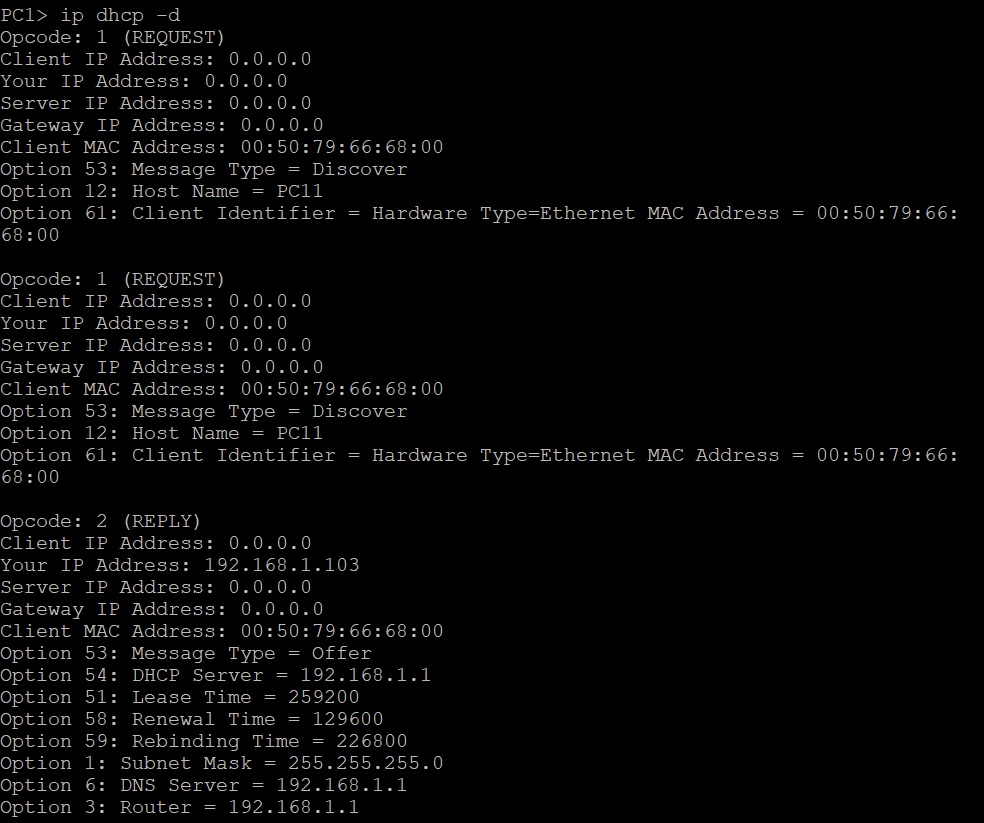 PC1> ip dhcp -d
Opcode: 1 (REQUEST)
Client IP Address: 0.0.0.0
Your IP Address: 0.0.0.0
Server IP Address: 0.0.0.0
Gateway IP Address: 0.0.0.0
Client MAC Address: 00:50:79:66:68:00
Option 53: Message Type = Discover
Option 12: Host Name = PC11
Option 61: Client Identifier = Hardware Type=Ethernet MAC Address = 00:50:79:66:
68:00

Opcode: 1 (REQUEST)
Client IP Address: 0.0.0.0
Your IP Address: 0.0.0.0
Server IP Address: 0.0.0.0
Gateway IP Address: 0.0.0.0
Client MAC Address: 00:50:79:66:68:00
Option 53: Message Type = Discover
Option 12: Host Name = PC11
Option 61: Client Identifier = Hardware Type=Ethernet MAC Address = 00:50:79:66:
68:00

Opcode: 2 (REPLY)
Client IP Address: 0.0.0.0
Your IP Address: 192.168.1.103
Server IP Address: 0.0.0.0
Gateway IP Address: 0.0.0.0
Client MAC Address: 00:50:79:66:68:00
Option 53: Message Type = Offer
Option 54: DHCP Server = 192.168.1.1
Option 51: Lease Time = 259200
Option 58: Renewal Time = 129600
Option 59: Rebinding Time = 226800
Option 1: Subnet Mask = 255.255.255.0
Option 6: DNS Server = 192.168.1.1
Option 3: Router = 192.168.1.1